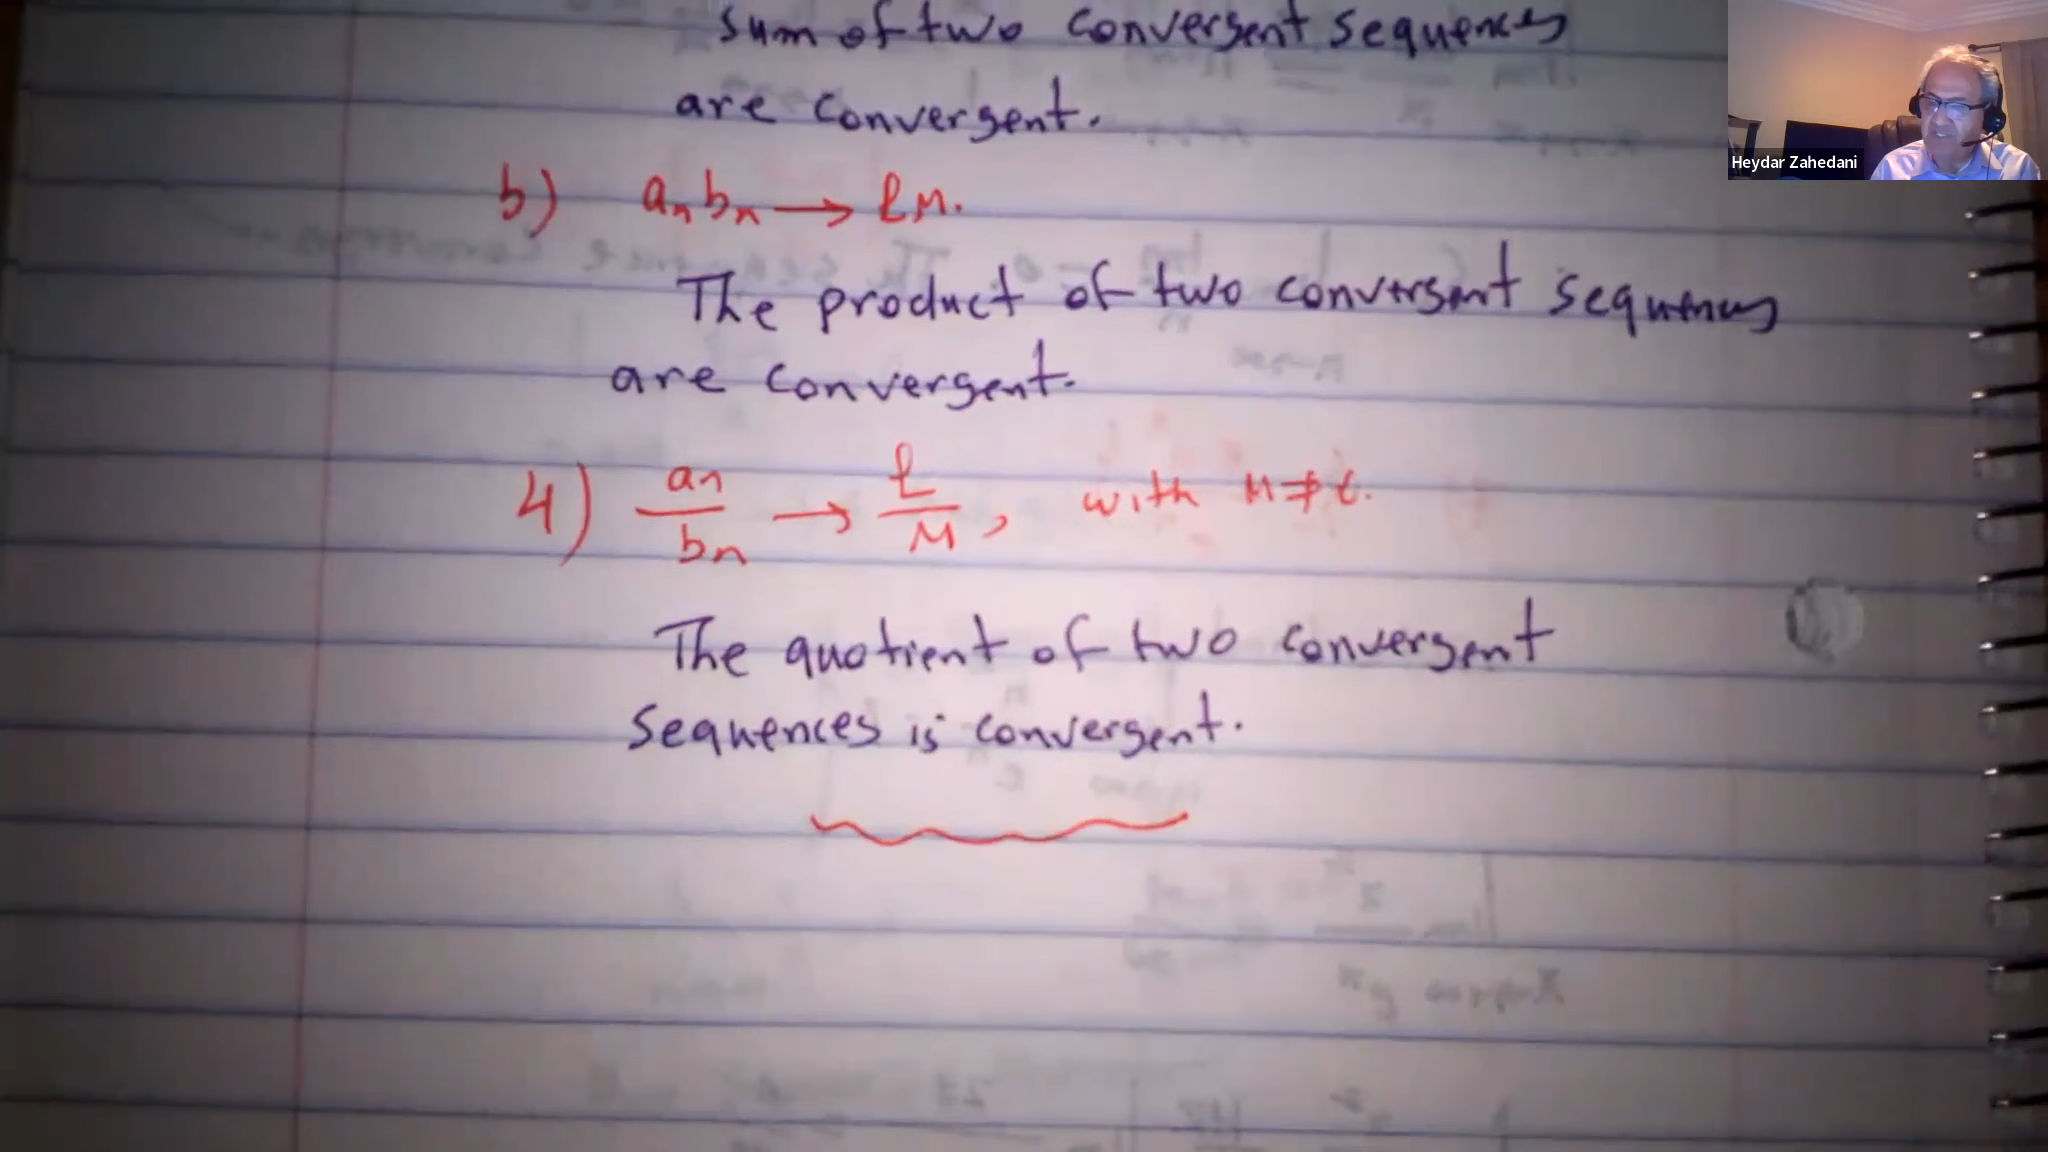 sum of two convergent sequences
are convergent.
Heydar Zahedani
b) aₙbₙ → ℓM.
The product of two convergent sequences
are convergent.
4) aₙ/bₙ → ℓ/M, with M ≠
The quotient of two convergent
sequences is convergent.